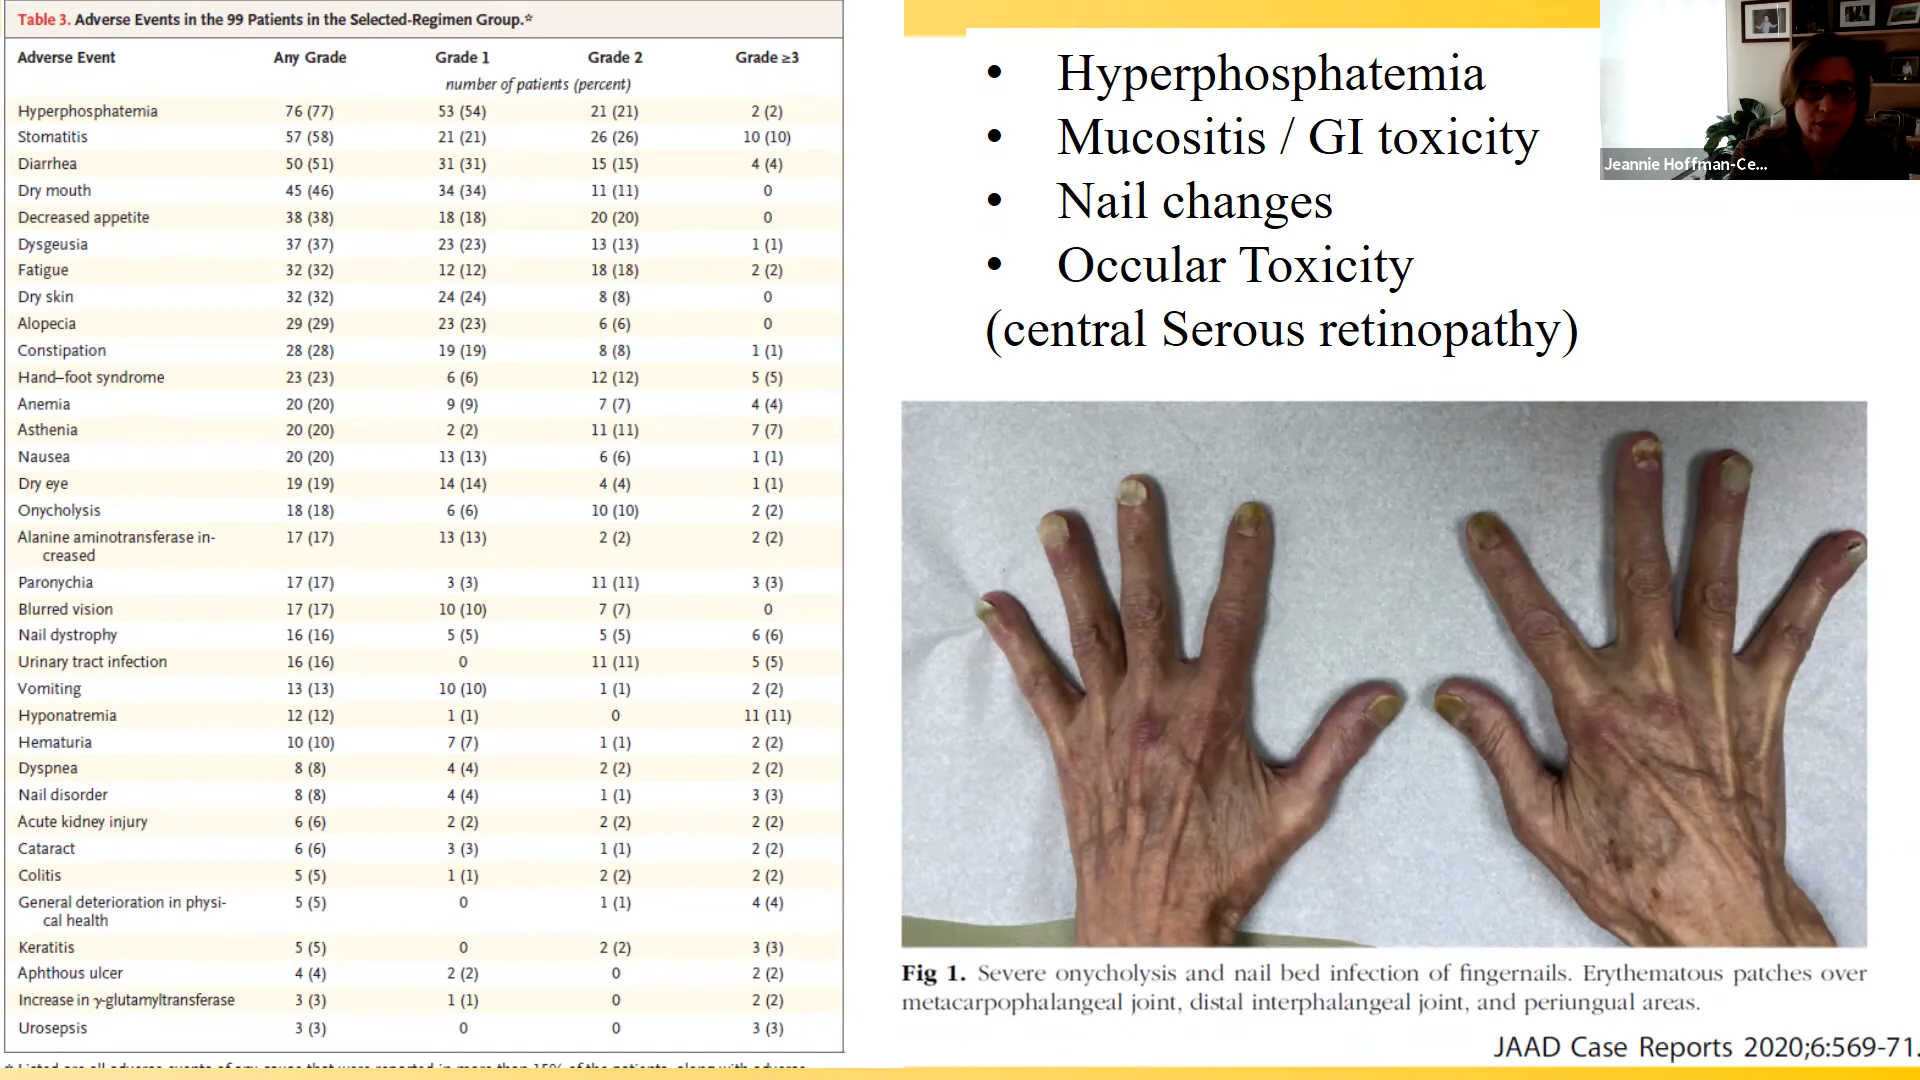 Table 3. Adverse Events in the 99 Patients in the Selected-Regimen Group.*
Adverse Event Any Grade Grade 1 Grade 2 Grade ≥3
number of patients (percent)
Hyperphosphatemia 76 (77) 53 (54) 21 (21) 2 (2)
Stomatitis 57 (58) 21 (21) 26 (26) 10 (10)
Diarrhea 50 (51) 31 (31) 15 (15) 4 (4)
Dry mouth 45 (46) 34 (34) 11 (11) 0
Decreased appetite 38 (38) 18 (18) 20 (20) 0
Dysgeusia 37 (37) 23 (23) 13 (13) 1 (1)
Fatigue 32 (32) 12 (12) 18 (18) 2 (2)
Dry skin 32 (32) 24 (24) 8 (8) 0
Alopecia 29 (29) 23 (23) 6 (6) 0
Constipation 28 (28) 19 (19) 8 (8) 1 (1)
Hand–foot syndrome 23 (23) 6 (6) 12 (12) 5 (5)
Anemia 20 (20) 9 (9) 7 (7) 4 (4)
Asthenia 20 (20) 2 (2) 11 (11) 7 (7)
Nausea 20 (20) 13 (13) 6 (6) 1 (1)
Dry eye 19 (19) 14 (14) 4 (4) 1 (1)
Onycholysis 18 (18) 6 (6) 10 (10) 2 (2)
Alanine aminotransferase in- 17 (17) 13 (13) 2 (2) 2 (2)
creased
Paronychia 17 (17) 3 (3) 11 (11) 3 (3)
Blurred vision 17 (17) 10 (10) 7 (7) 0
Nail dystrophy 16 (16) 5 (5) 5 (5) 6 (6)
Urinary tract infection 16 (16) 0 11 (11) 5 (5)
Vomiting 13 (13) 10 (10) 1 (1) 2 (2)
Hyponatremia 12 (12) 1 (1) 0 11 (11)
Hematuria 10 (10) 7 (7) 1 (1) 2 (2)
Dyspnea 8 (8) 4 (4) 2 (2) 2 (2)
Nail disorder 8 (8) 4 (4) 1 (1) 3 (3)
Acute kidney injury 6 (6) 2 (2) 2 (2) 2 (2)
Cataract 6 (6) 3 (3) 1 (1) 2 (2)
Colitis 5 (5) 1 (1) 2 (2) 2 (2)
General deterioration in physi- 5 (5) 0 1 (1) 4 (4)
cal health
Keratitis 5 (5) 0 2 (2) 3 (3)
Aphthous ulcer 4 (4) 2 (2) 0 2 (2)
Increase in γ-glutamyltransferase 3 (3) 1 (1) 0 2 (2)
Urosepsis 3 (3) 0 0 3 (3)
• Hyperphosphatemia
• Mucositis / GI toxicity
• Nail changes
• Occular Toxicity
(central Serous retinopathy)
Jeannie Hoffman-Ce...
Fig 1. Severe onycholysis and nail bed infection of fingernails. Erythematous patches over
metacarpophalangeal joint, distal interphalangeal joint, and periungual areas.
JAAD Case Reports 2020;6:569-71.